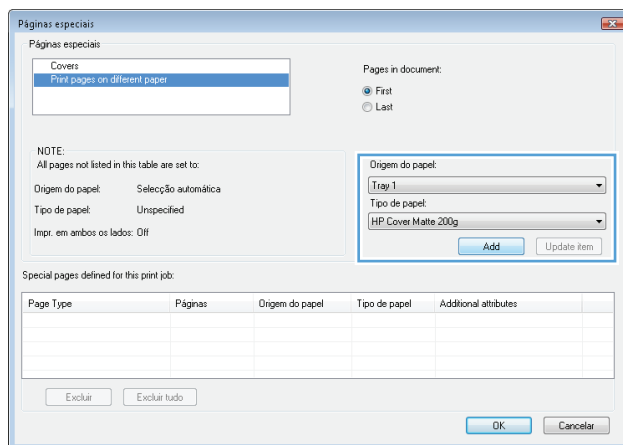 Páginas especiais
Páginas especiais
Covers
Print pages on different paper
Pages in document:
First
Last
NOTE:
All pages not listed in this table are set to:
Origem do papel: Selecção automática
Tipo de papel: Unspecified
Impr. em ambos os lados: Off
Origem do papel:
Tray 1
Tipo de papel:
HP Cover Matte 200g
Add Update item
Special pages defined for this print job:
Page Type Páginas Origem do papel Tipo de papel Additional attributes
Excluir Excluir tudo
OK Cancelar